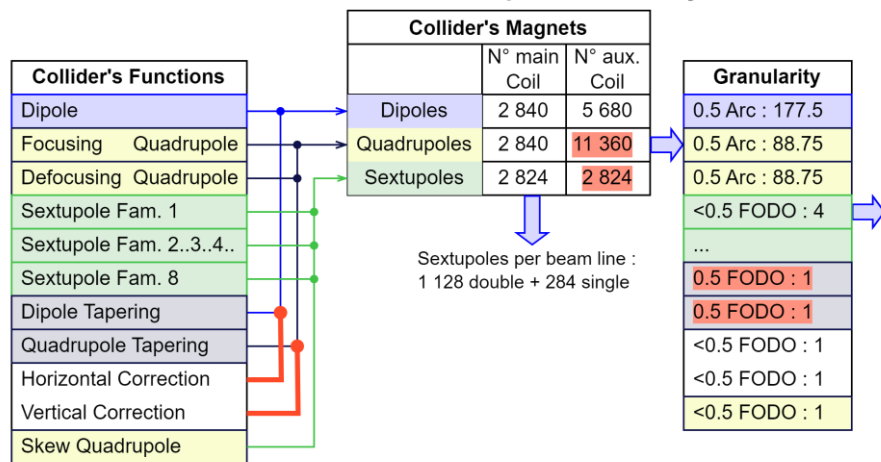 Collider's Magnets
N° main Coil N° aux. Coil
Dipoles 2 840 5 680
Quadrupoles 2 840 11 360
Sextupoles 2 824 2 824
Sextupoles per beam line :
1 128 double + 284 single
Collider's Functions
Dipole
Focusing Quadrupole
Defocusing Quadrupole
Sextupole Fam. 1
Sextupole Fam. 2..3..4..
Sextupole Fam. 8
Dipole Tapering
Quadrupole Tapering
Horizontal Correction
Vertical Correction
Skew Quadrupole
Granularity
0.5 Arc : 177.5
0.5 Arc : 88.75
0.5 Arc : 88.75
<0.5 FODO : 4
...
0.5 FODO : 1
0.5 FODO : 1
<0.5 FODO : 1
<0.5 FODO : 1
<0.5 FODO : 1